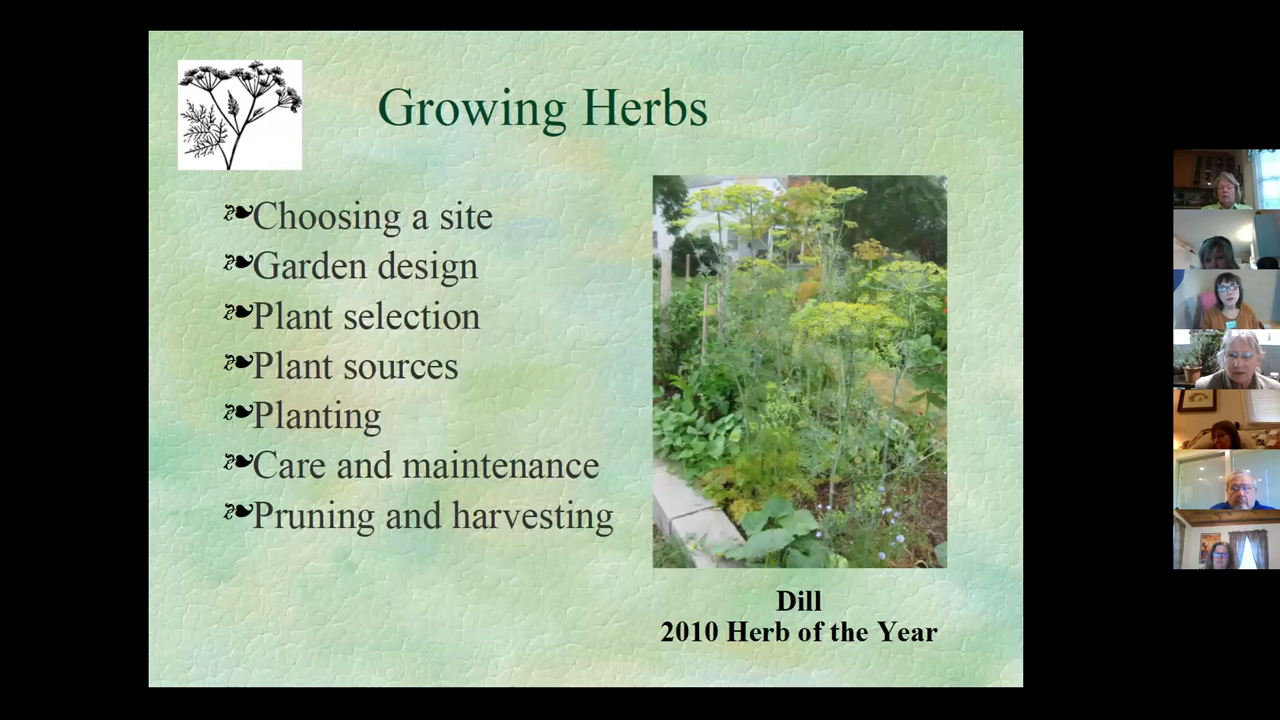 Growing Herbs
Choosing a site
Garden design
Plant selection
Plant sources
Planting
Care and maintenance
Pruning and harvesting
Dill
2010 Herb of the Year